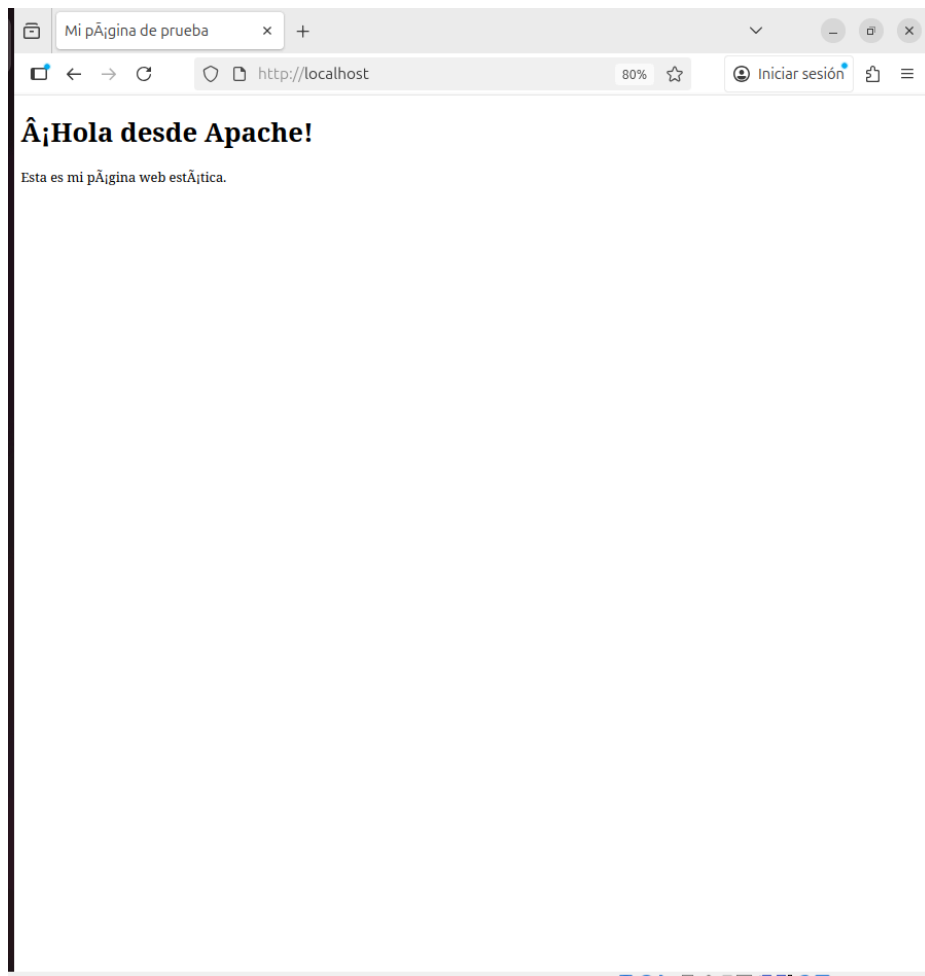 Mi pÃ¡gina de prueba
http://localhost
80%
Iniciar sesión
Â¡Hola desde Apache!
Esta es mi pÃ¡gina web estÃ¡tica.